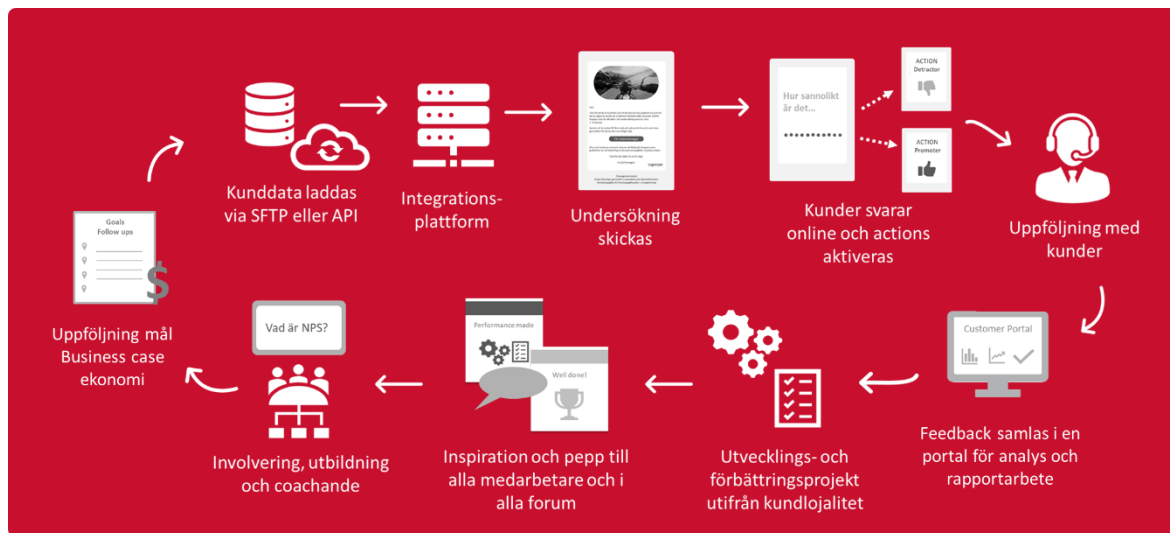 Kunddata laddas
via SFTP eller API
Integrations-
plattform
Undersökning
skickas
Hur sannolikt
är det...
ACTION
Detractor
ACTION
Promoter
Kunder svarar
online och actions
aktiveras
Uppföljning med
kunder
Customer Portal
Feedback samlas i en
portal för analys och
rapportarbete
Utvecklings- och
förbättringsprojekt
utifrån kundlojalitet
Performance made
Well done!
Inspiration och pepp till
alla medarbetare och i
alla forum
Vad är NPS?
Involvering, utbildning
och coachande
Goals
Follow ups
$
Uppföljning mål
Business case
ekonomi